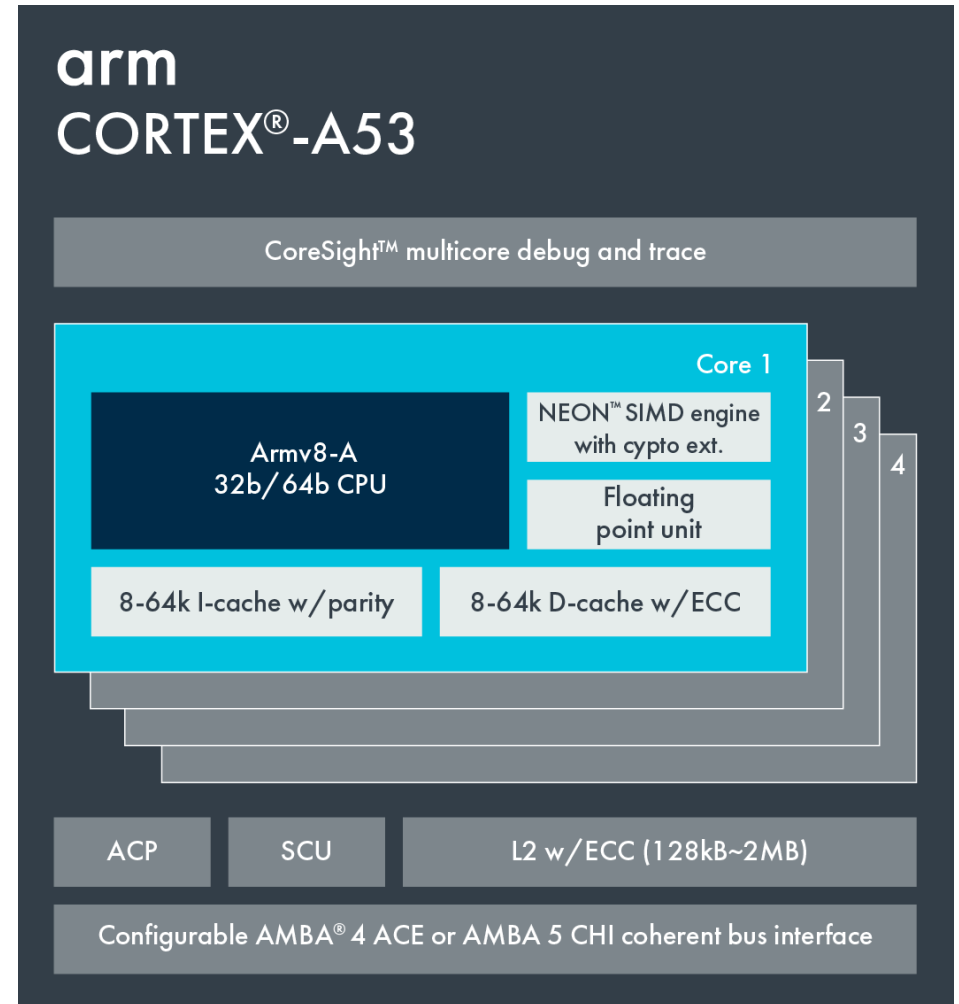 arm
CORTEX®-A53
CoreSight™ multicore debug and trace
Core 1
2
3
4
Armv8-A
32b/64b CPU
NEON™ SIMD engine
with cypto ext.
Floating
point unit
8-64k I-cache w/parity
8-64k D-cache w/ECC
ACP
SCU
L2 w/ECC (128kB~2MB)
Configurable AMBA® 4 ACE or AMBA 5 CHI coherent bus interface